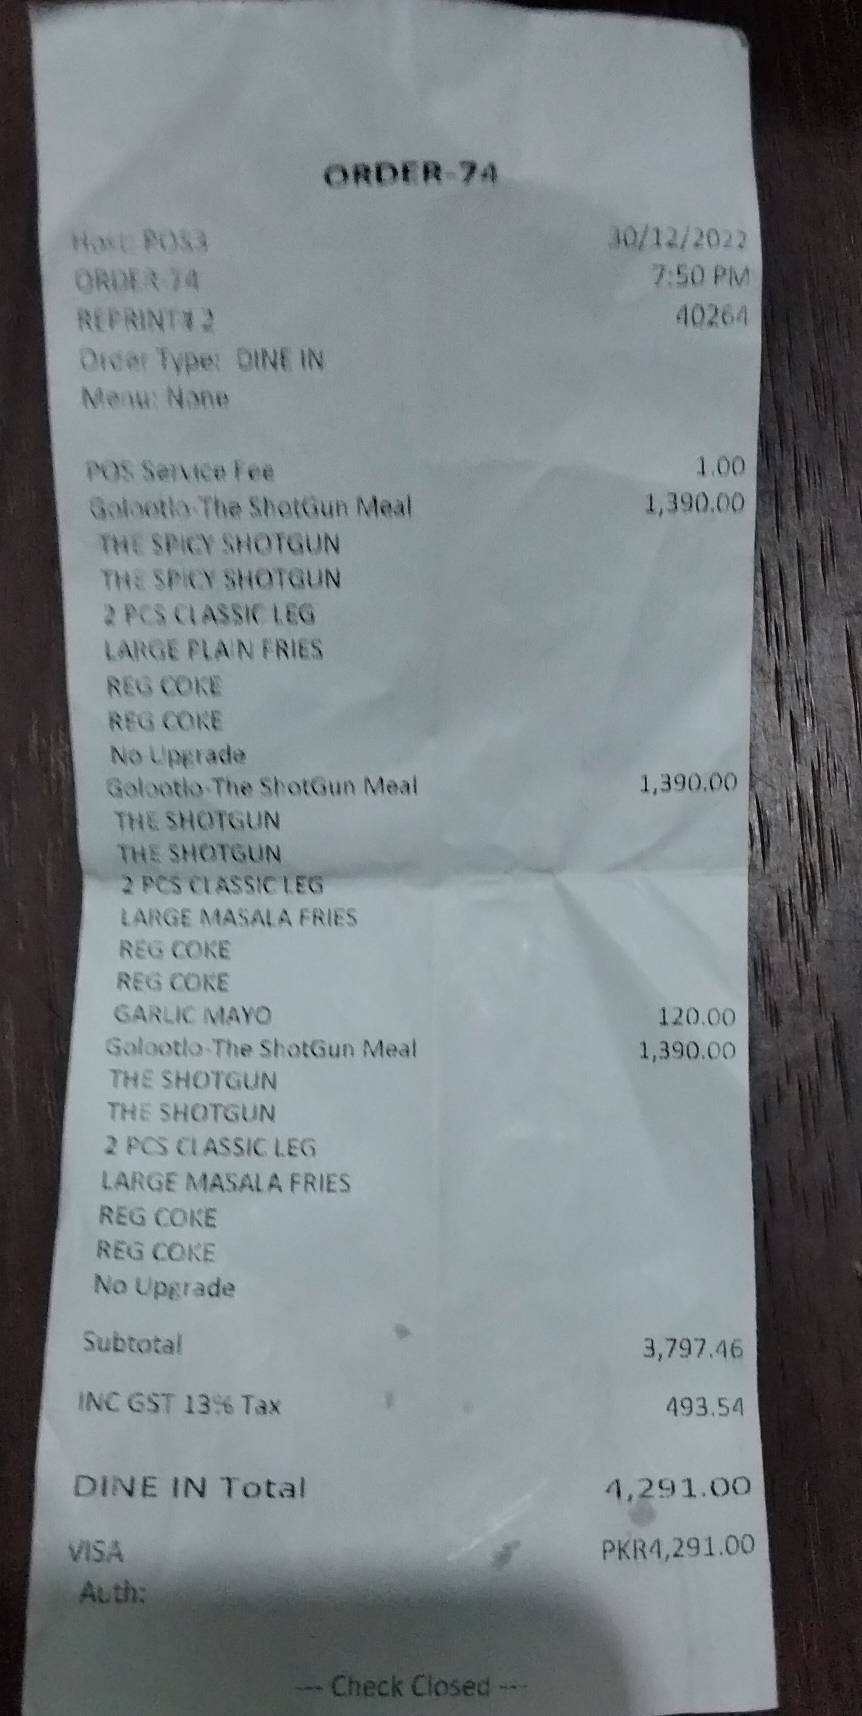 ORDER-74
Host: POS3 30/12/2022
ORDER-74 7:50 PM
REPRINT# 2 40264
Order Type: DINE IN
Menu: None
POS Service Fee 1.00
Golootlo-The ShotGun Meal 1,390.00
THE SPICY SHOTGUN
THE SPICY SHOTGUN
2 PCS CLASSIC LEG
LARGE PLAIN FRIES
REG COKE
REG COKE
No Upgrade
Golootlo-The ShotGun Meal 1,390.00
THE SHOTGUN
THE SHOTGUN
2 PCS CLASSIC LEG
LARGE MASALA FRIES
REG COKE
REG COKE
GARLIC MAYO 120.00
Golootlo-The ShotGun Meal 1,390.00
THE SHOTGUN
THE SHOTGUN
2 PCS CLASSIC LEG
LARGE MASALA FRIES
REG COKE
REG COKE
No Upgrade
Subtotal 3,797.46
INC GST 13% Tax 493.54
DINE IN Total 4,291.00
VISA PKR4,291.00
Auth:
--- Check Closed ---